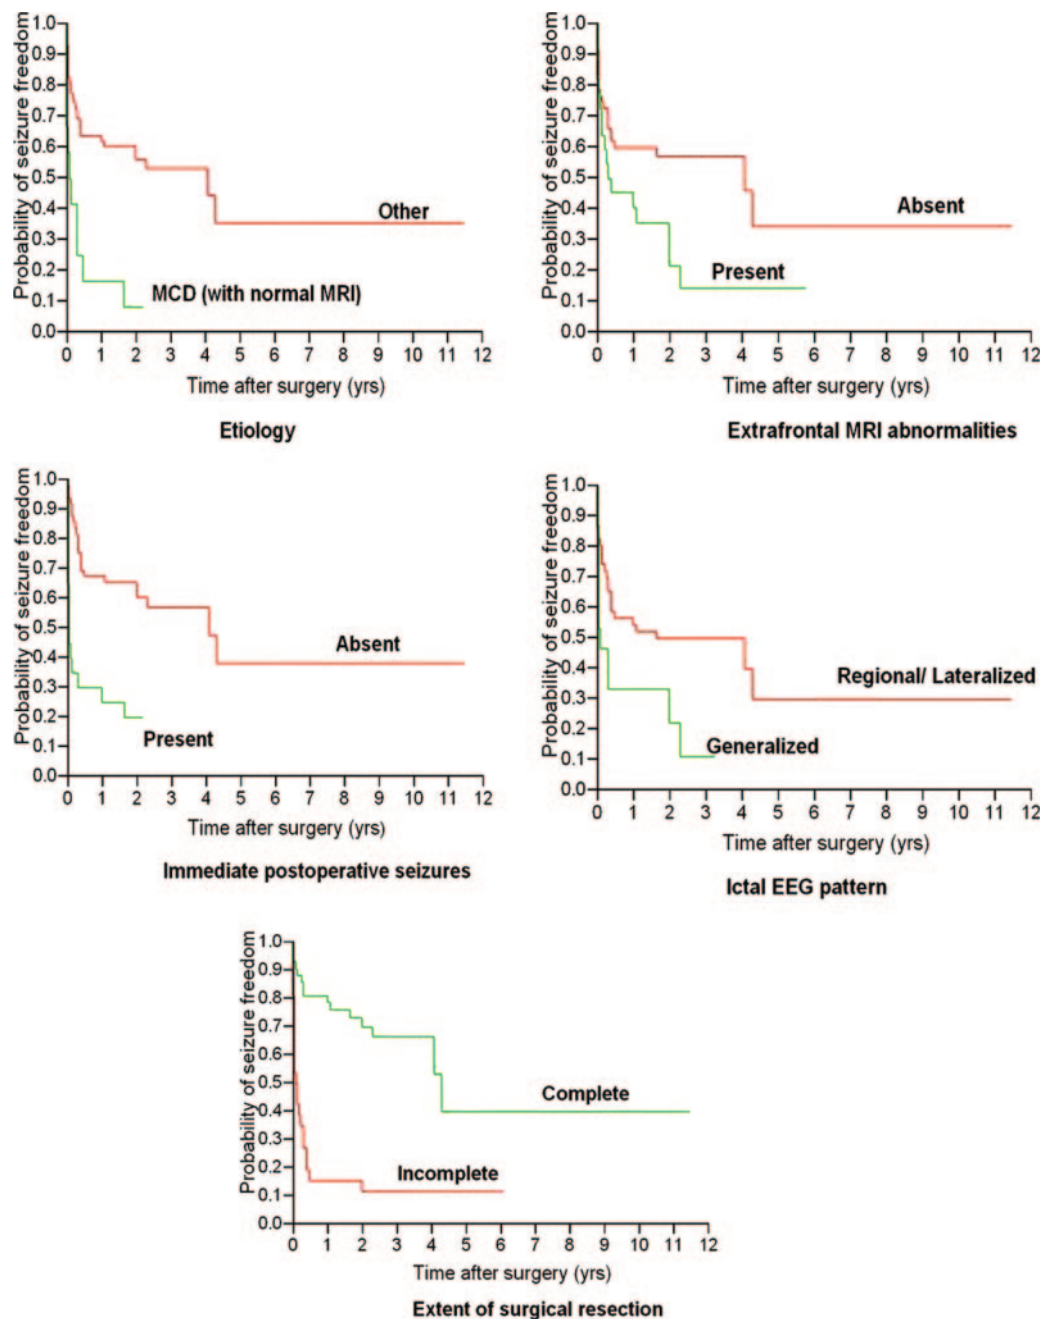 Probability of seizure freedom
1.0
0.9
0.8
0.7
0.6
0.5
0.4
0.3
0.2
0.1
0.0
Other
MCD (with normal MRI)
0 1 2 3 4 5 6 7 8 9 10 11 12
Time after surgery (yrs)
Etiology
Probability of seizure freedom
1.0
0.9
0.8
0.7
0.6
0.5
0.4
0.3
0.2
0.1
0.0
Absent
Present
0 1 2 3 4 5 6 7 8 9 10 11 12
Time after surgery (yrs)
Extrafrontal MRI abnormalities
Probability of seizure freedom
1.0
0.9
0.8
0.7
0.6
0.5
0.4
0.3
0.2
0.1
0.0
Absent
Present
0 1 2 3 4 5 6 7 8 9 10 11 12
Time after surgery (yrs)
Immediate postoperative seizures
Probability of seizure freedom
1.0
0.9
0.8
0.7
0.6
0.5
0.4
0.3
0.2
0.1
0.0
Regional/ Lateralized
Generalized
0 1 2 3 4 5 6 7 8 9 10 11 12
Time after surgery (yrs)
Ictal EEG pattern
Probability of seizure freedom
1.0
0.9
0.8
0.7
0.6
0.5
0.4
0.3
0.2
0.1
0.0
Complete
Incomplete
0 1 2 3 4 5 6 7 8 9 10 11 12
Time after surgery (yrs)
Extent of surgical resection